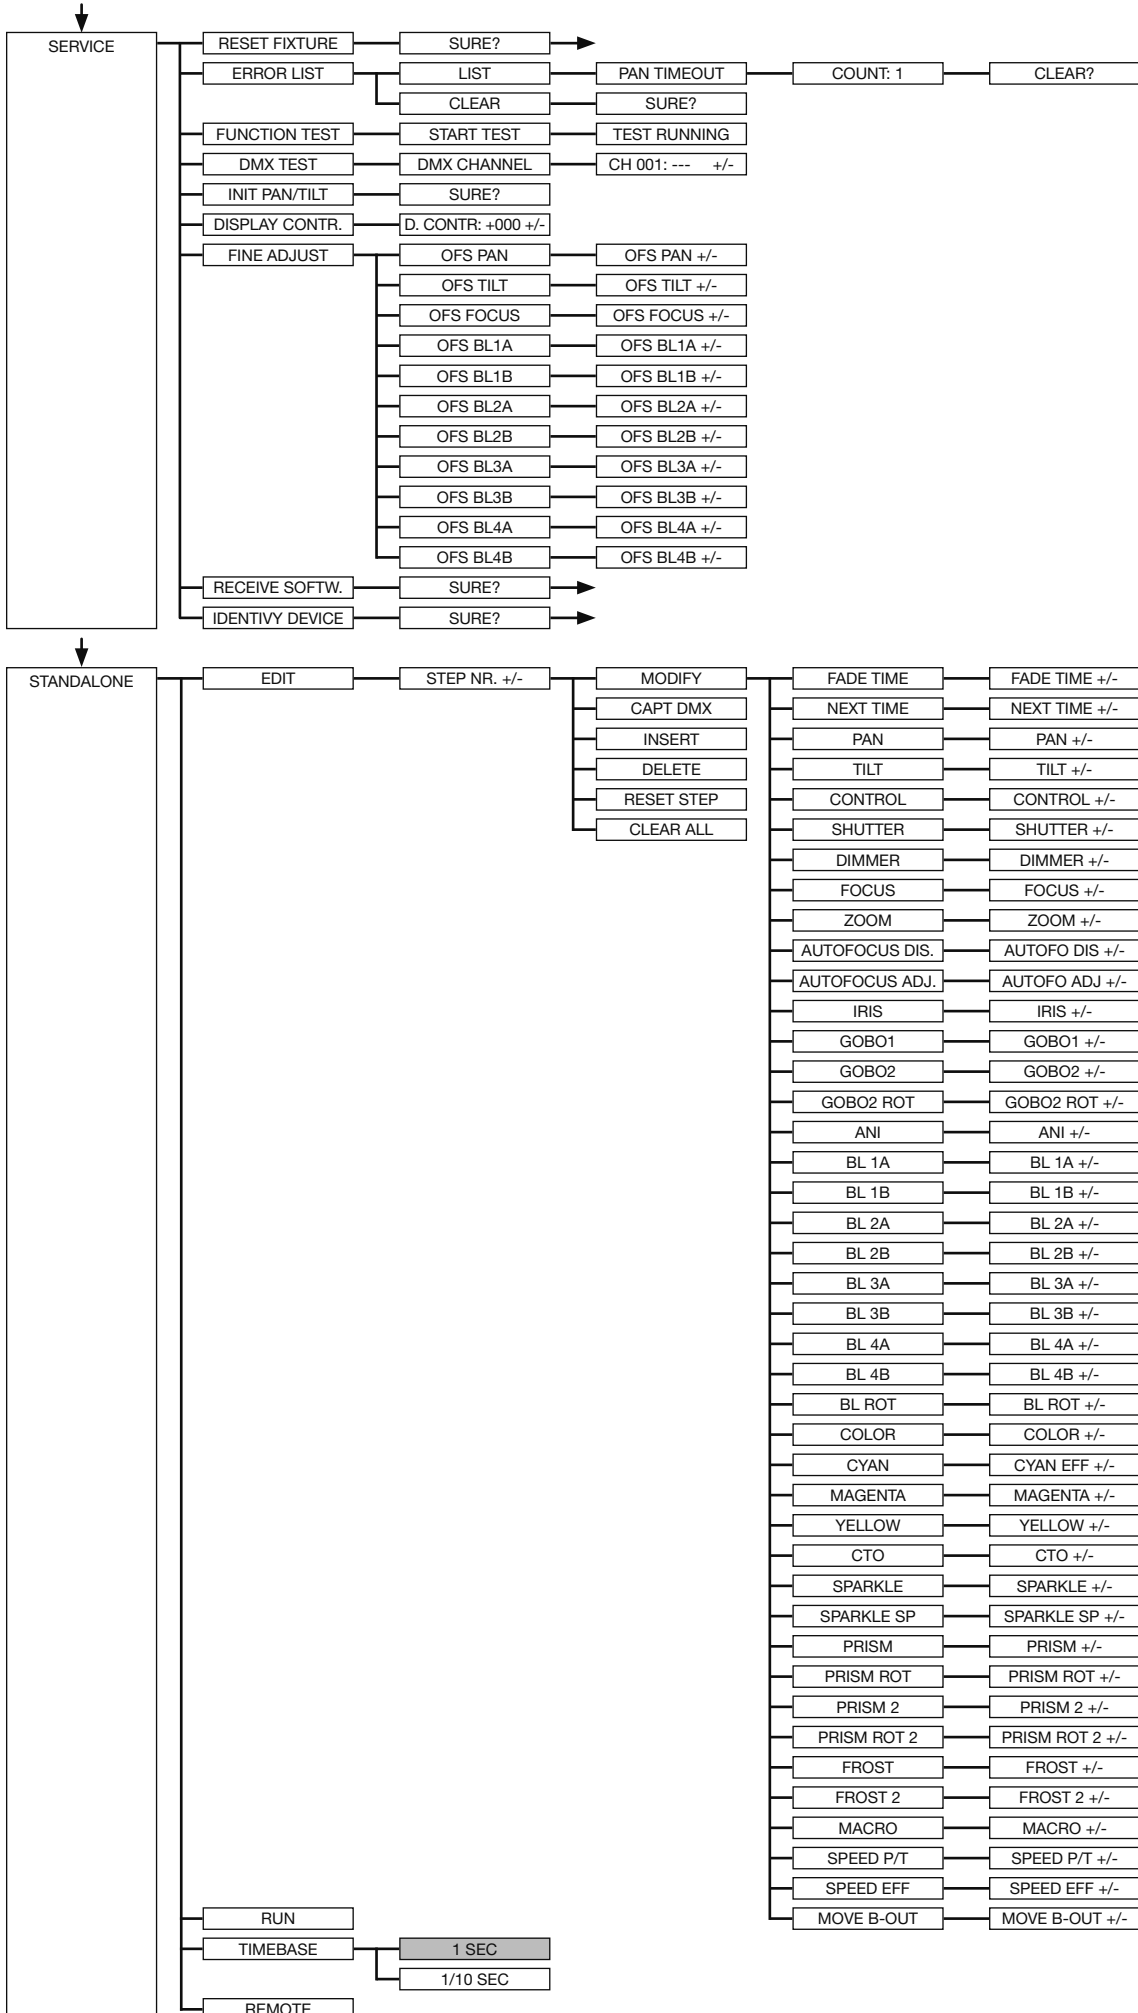 SERVICE RESET FIXTURE SURE?
ERROR LIST LIST PAN TIMEOUT COUNT: 1 CLEAR?
CLEAR SURE?
FUNCTION TEST START TEST TEST RUNNING
DMX TEST DMX CHANNEL CH 001: --- +/-
INIT PAN/TILT SURE?
DISPLAY CONTR. D. CONTR: +000 +/-
FINE ADJUST OFS PAN OFS PAN +/-
OFS TILT OFS TILT +/-
OFS FOCUS OFS FOCUS +/-
OFS BL1A OFS BL1A +/-
OFS BL1B OFS BL1B +/-
OFS BL2A OFS BL2A +/-
OFS BL2B OFS BL2B +/-
OFS BL3A OFS BL3A +/-
OFS BL3B OFS BL3B +/-
OFS BL4A OFS BL4A +/-
OFS BL4B OFS BL4B +/-
RECEIVE SOFTW. SURE?
IDENTIVY DEVICE SURE?
STANDALONE EDIT STEP NR. +/- MODIFY FADE TIME FADE TIME +/-
CAPT DMX NEXT TIME NEXT TIME +/-
INSERT PAN PAN +/-
DELETE TILT TILT +/-
RESET STEP CONTROL CONTROL +/-
CLEAR ALL SHUTTER SHUTTER +/-
DIMMER DIMMER +/-
FOCUS FOCUS +/-
ZOOM ZOOM +/-
AUTOFOCUS DIS. AUTOFO DIS +/-
AUTOFOCUS ADJ. AUTOFO ADJ +/-
IRIS IRIS +/-
GOBO1 GOBO1 +/-
GOBO2 GOBO2 +/-
GOBO2 ROT GOBO2 ROT +/-
ANI ANI +/-
BL 1A BL 1A +/-
BL 1B BL 1B +/-
BL 2A BL 2A +/-
BL 2B BL 2B +/-
BL 3A BL 3A +/-
BL 3B BL 3B +/-
BL 4A BL 4A +/-
BL 4B BL 4B +/-
BL ROT BL ROT +/-
COLOR COLOR +/-
CYAN CYAN EFF +/-
MAGENTA MAGENTA +/-
YELLOW YELLOW +/-
CTO CTO +/-
SPARKLE SPARKLE +/-
SPARKLE SP SPARKLE SP +/-
PRISM PRISM +/-
PRISM ROT PRISM ROT +/-
PRISM 2 PRISM 2 +/-
PRISM ROT 2 PRISM ROT 2 +/-
FROST FROST +/-
FROST 2 FROST 2 +/-
MACRO MACRO +/-
SPEED P/T SPEED P/T +/-
SPEED EFF SPEED EFF +/-
RUN MOVE B-OUT MOVE B-OUT +/-
TIMEBASE 1 SEC
1/10 SEC
REMOTE